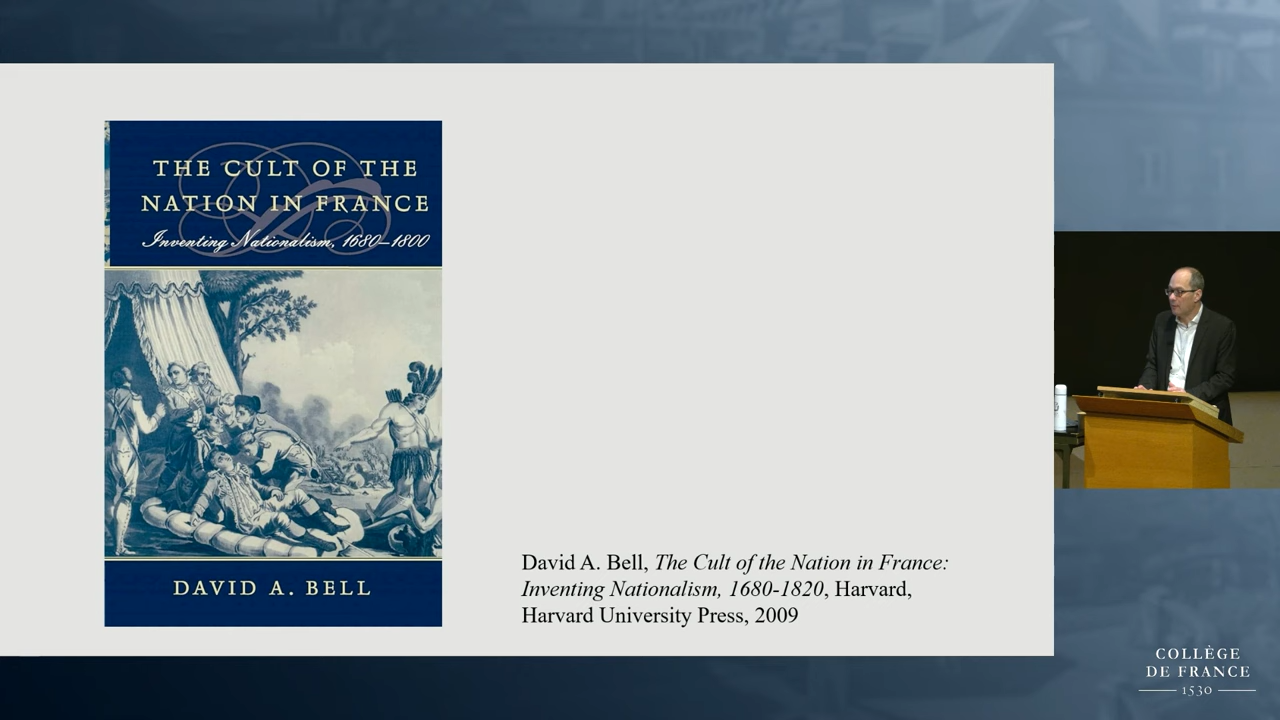 THE CULT OF THE
NATION IN FRANCE
Inventing Nationalism, 1680–1800
DAVID A. BELL
David A. Bell, The Cult of the Nation in France:
Inventing Nationalism, 1680-1820, Harvard,
Harvard University Press, 2009
COLLÈGE
DE FRANCE
1530